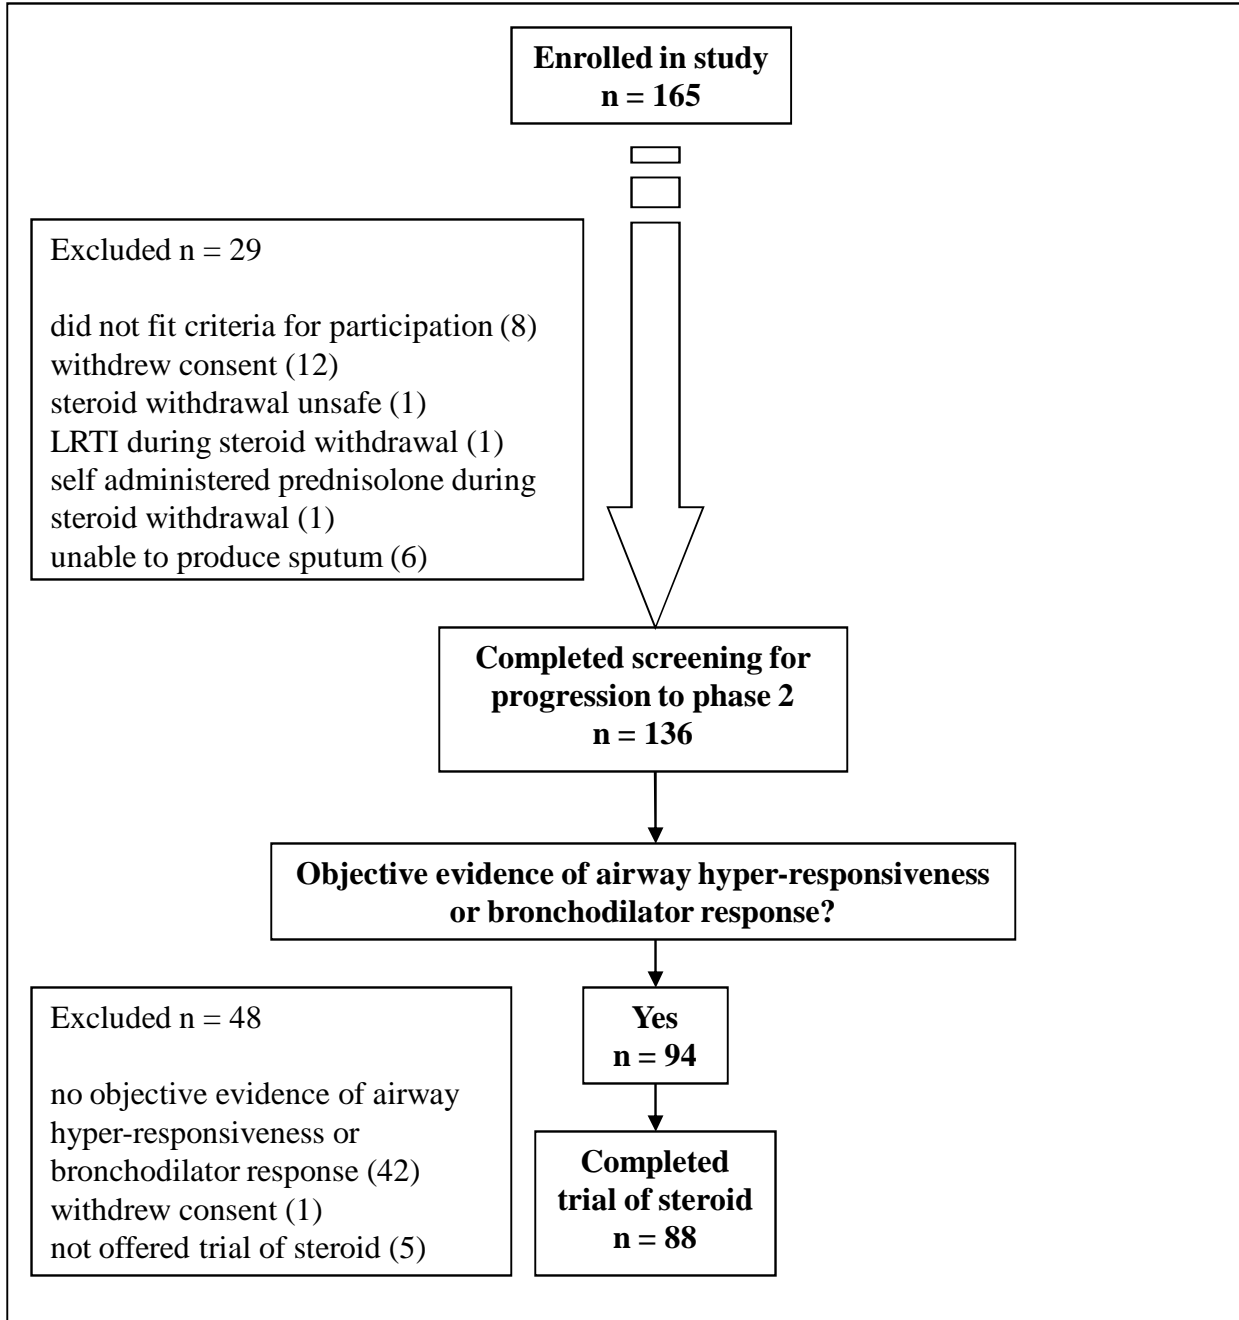 Enrolled in study
n = 165
Excluded n = 29
did not fit criteria for participation (8)
withdrew consent (12)
steroid withdrawal unsafe (1)
LRTI during steroid withdrawal (1)
self administered prednisolone during
steroid withdrawal (1)
unable to produce sputum (6)
Completed screening for
progression to phase 2
n = 136
Objective evidence of airway hyper-responsiveness
or bronchodilator response?
Excluded n = 48
no objective evidence of airway
hyper-responsiveness or
bronchodilator response (42)
withdrew consent (1)
not offered trial of steroid (5)
Yes
n = 94
Completed
trial of steroid
n = 88